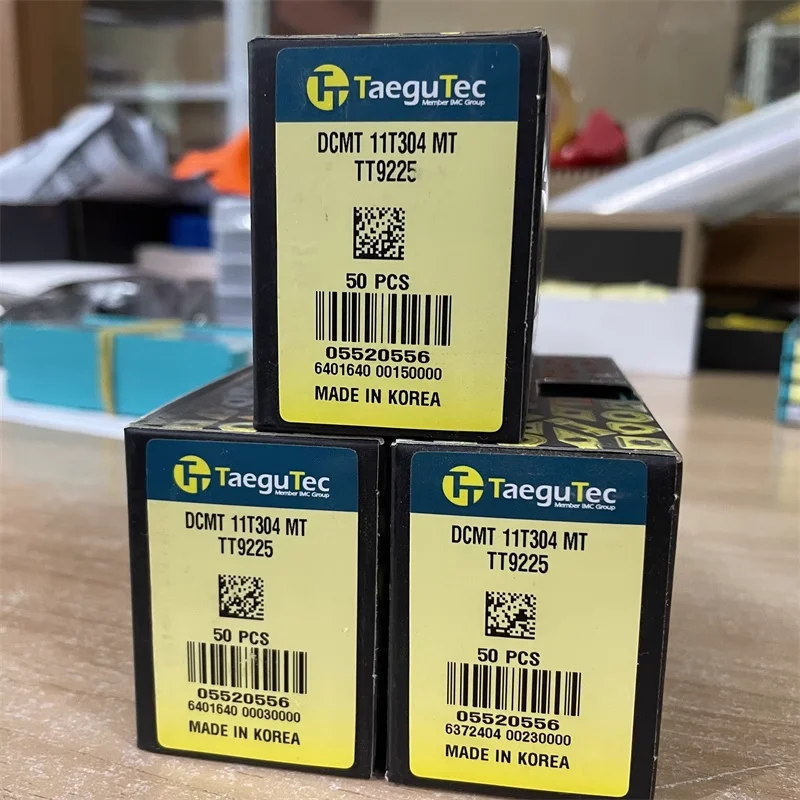 TaeguTec
Member IMC Group
DCMT 11T304 MT
TT9225
50 PCS
05520556
6401640 00150000
MADE IN KOREA
TaeguTec
Member IMC Group
DCMT 11T304 MT
TT9225
50 PCS
05520556
6401640 00030000
MADE IN KOREA
TaeguTec
Member IMC Group
DCMT 11T304 MT
TT9225
50 PCS
05520556
6372404 00230000
MADE IN KOREA